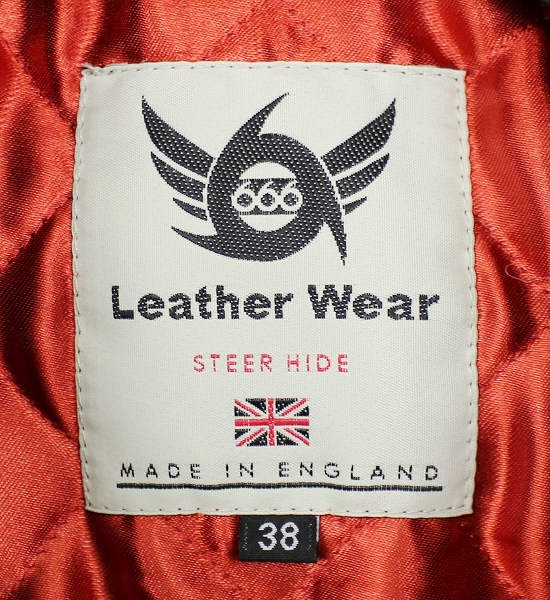 666
Leather Wear
STEER HIDE
MADE IN ENGLAND
38